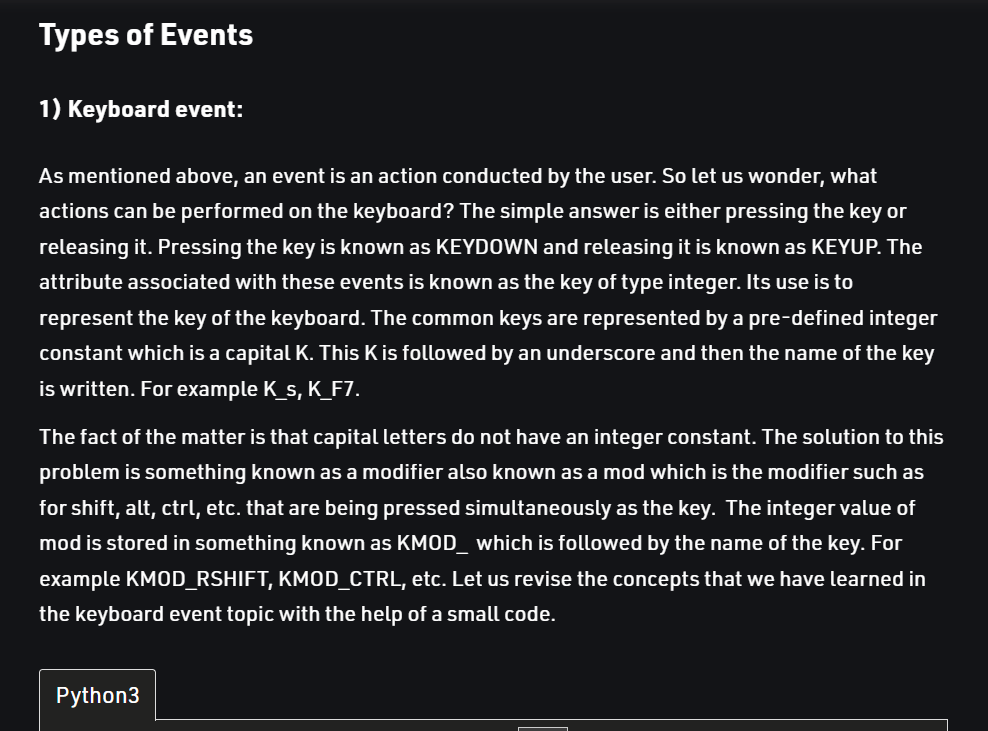 Types of Events
1) Keyboard event:
As mentioned above, an event is an action conducted by the user. So let us wonder, what
actions can be performed on the keyboard? The simple answer is either pressing the key or
releasing it. Pressing the key is known as KEYDOWN and releasing it is known as KEYUP. The
attribute associated with these events is known as the key of type integer. Its use is to
represent the key of the keyboard. The common keys are represented by a pre-defined integer
constant which is a capital K. This K is followed by an underscore and then the name of the key
is written. For example K_s, K_F7.
The fact of the matter is that capital letters do not have an integer constant. The solution to this
problem is something known as a modifier also known as a mod which is the modifier such as
for shift, alt, ctrl, etc. that are being pressed simultaneously as the key.  The integer value of
mod is stored in something known as KMOD_ which is followed by the name of the key. For
example KMOD_RSHIFT, KMOD_CTRL, etc. Let us revise the concepts that we have learned in
the keyboard event topic with the help of a small code.
Python3